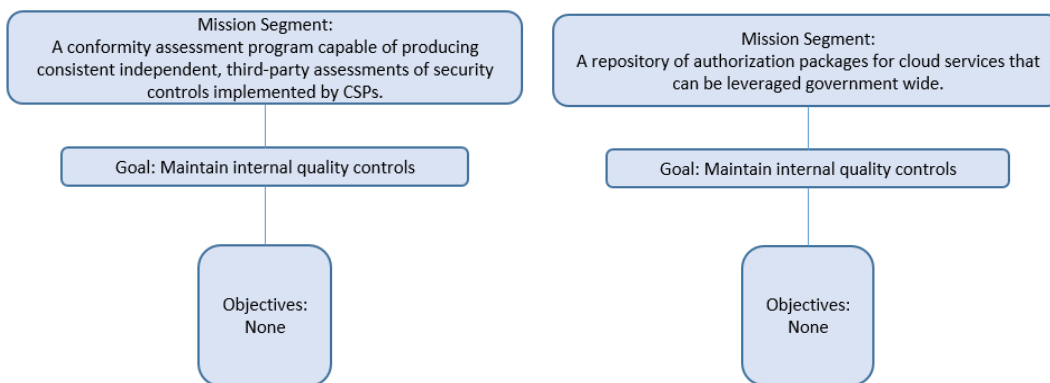 Mission Segment:
A conformity assessment program capable of producing
consistent independent, third-party assessments of security
controls implemented by CSPs.
Goal: Maintain internal quality controls
Objectives:
None
Mission Segment:
A repository of authorization packages for cloud services that
can be leveraged government wide.
Goal: Maintain internal quality controls
Objectives:
None